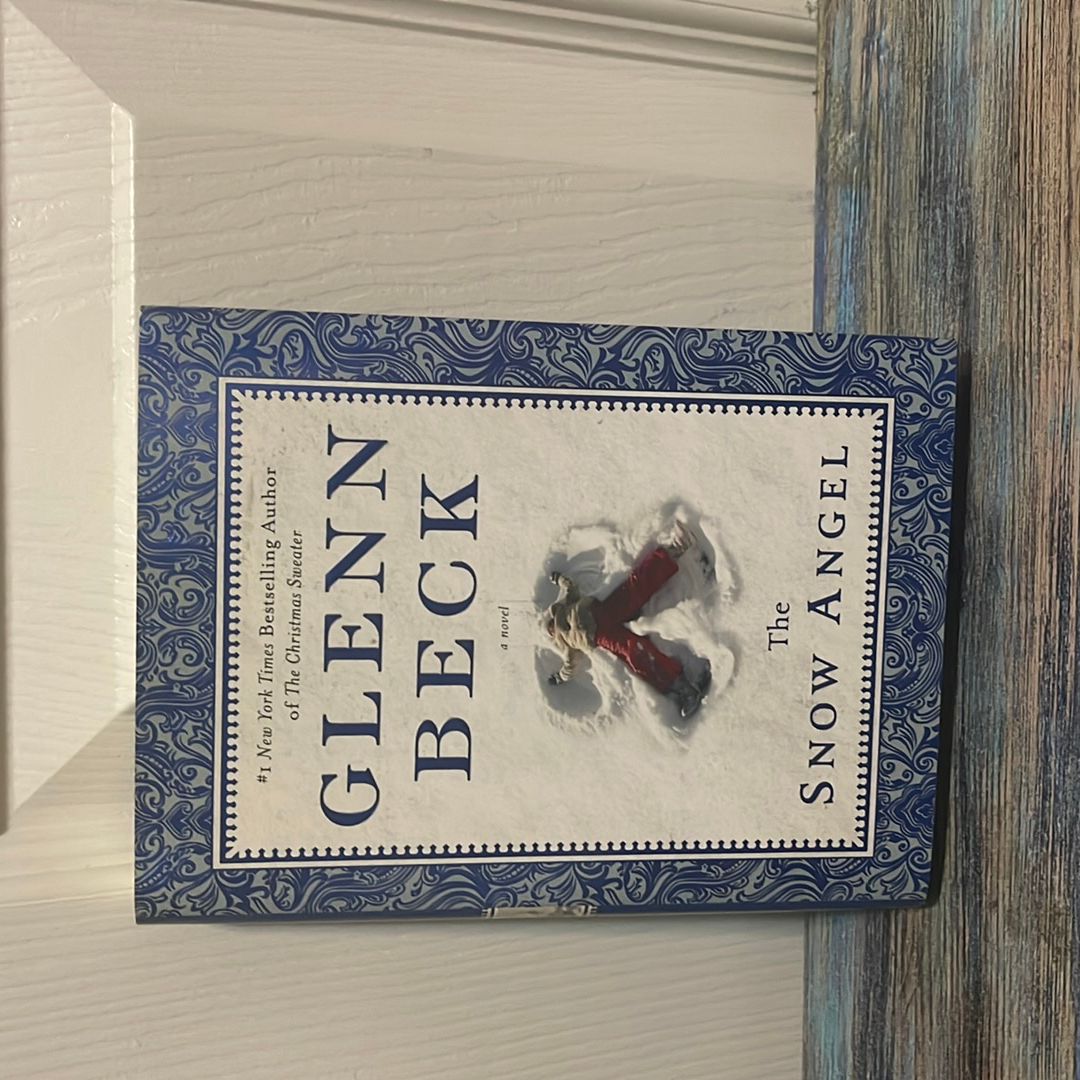 #1 New York Times Bestselling Author
of The Christmas Sweater
GLENN
BECK
a novel
The
SNOW ANGEL